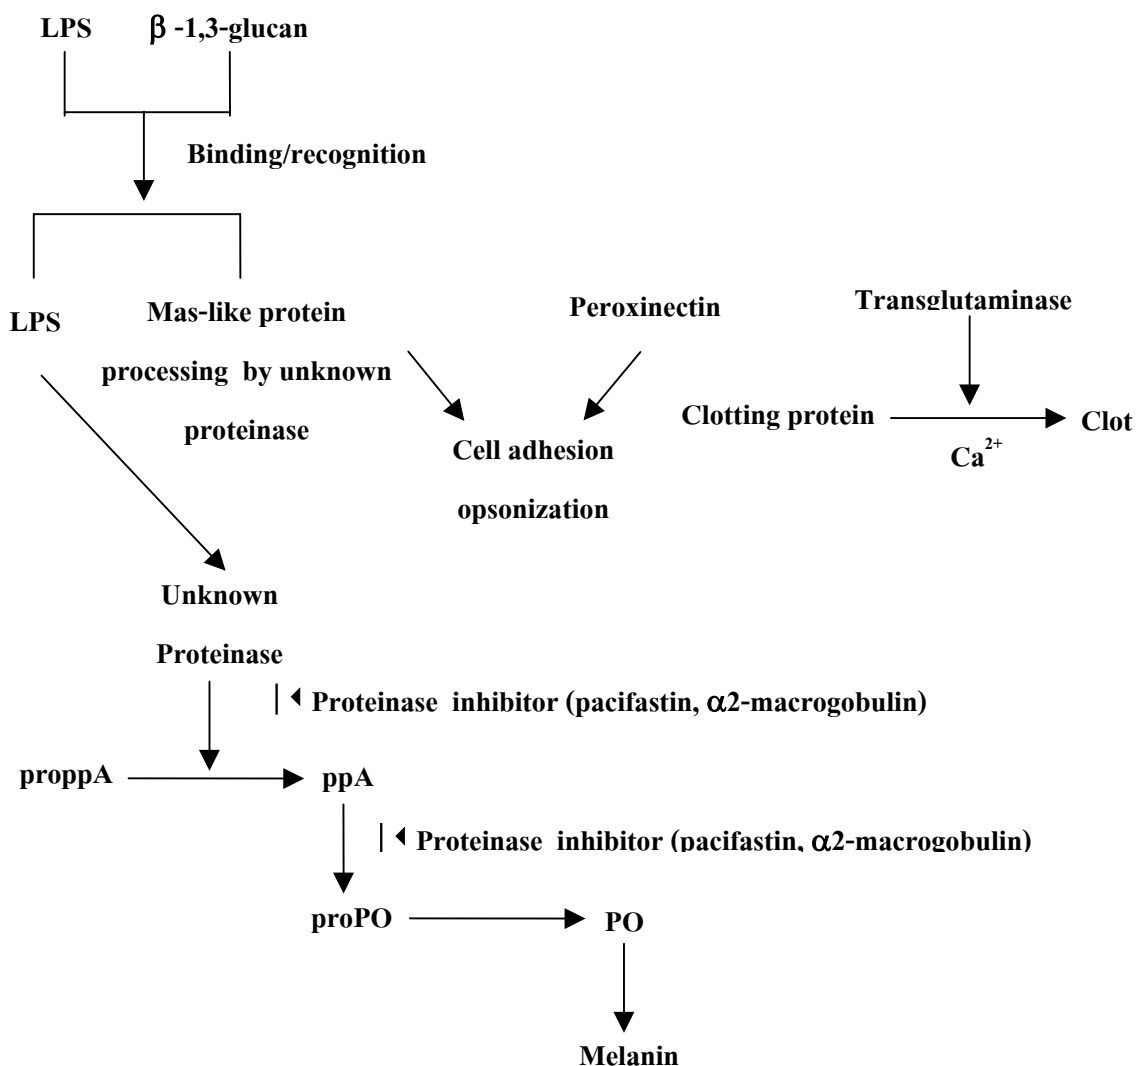 LPS β -1,3-glucan
Binding/recognition
LPS
Mas-like protein
processing by unknown
proteinase
Peroxinectin
Transglutaminase
Cell adhesion
opsonization
Clotting protein
Ca²⁺
Clot
Unknown
Proteinase
Proteinase inhibitor (pacifastin, α2-macrogobulin)
proppA
ppA
Proteinase inhibitor (pacifastin, α2-macrogobulin)
proPO
PO
Melanin